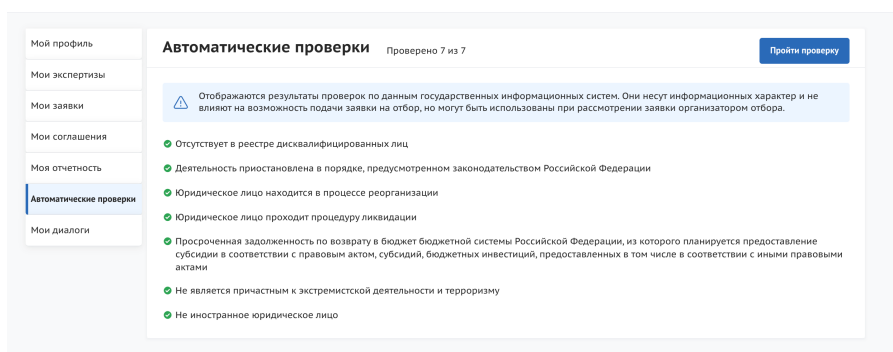 Мой профиль
Автоматические проверки Проверено 7 из 7
Пройти проверку
Мои экспертизы
Мои заявки
Мои соглашения
Моя отчетность
Автоматические проверки
Мои диалоги
Отображаются результаты проверок по данным государственных информационных систем. Они несут информационных характер и не
влияют на возможность подачи заявки на отбор, но могут быть использованы при рассмотрении заявки организатором отбора.
Отсутствует в реестре дисквалифицированных лиц
Деятельность приостановлена в порядке, предусмотренном законодательством Российской Федерации
Юридическое лицо находится в процессе реорганизации
Юридическое лицо проходит процедуру ликвидации
Просроченная задолженность по возврату в бюджет бюджетной системы Российской Федерации, из которого планируется предоставление
субсидии в соответствии с правовым актом, субсидий, бюджетных инвестиций, предоставленных в том числе в соответствии с иными правовыми
актами
Не является причастным к экстремистской деятельности и терроризму
Не иностранное юридическое лицо